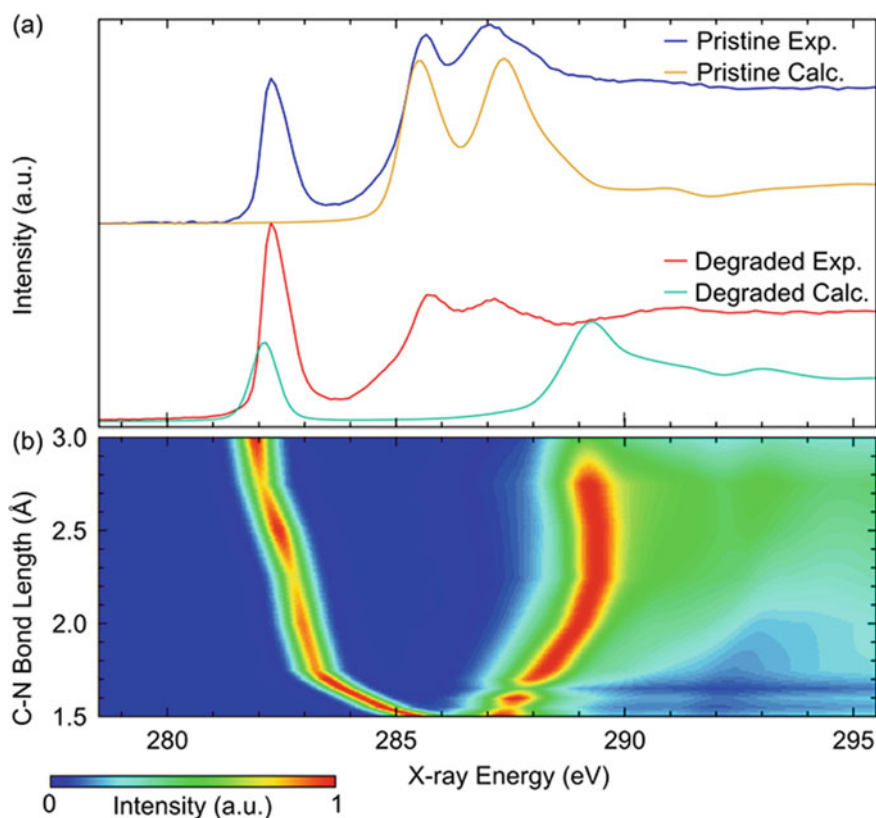 (a)
Pristine Exp.
Pristine Calc.
Intensity (a.u.)
Degraded Exp.
Degraded Calc.
(b)
3.0
2.5
2.0
1.5
C-N Bond Length (Å)
280 285 290 295
X-ray Energy (eV)
0 Intensity (a.u.) 1